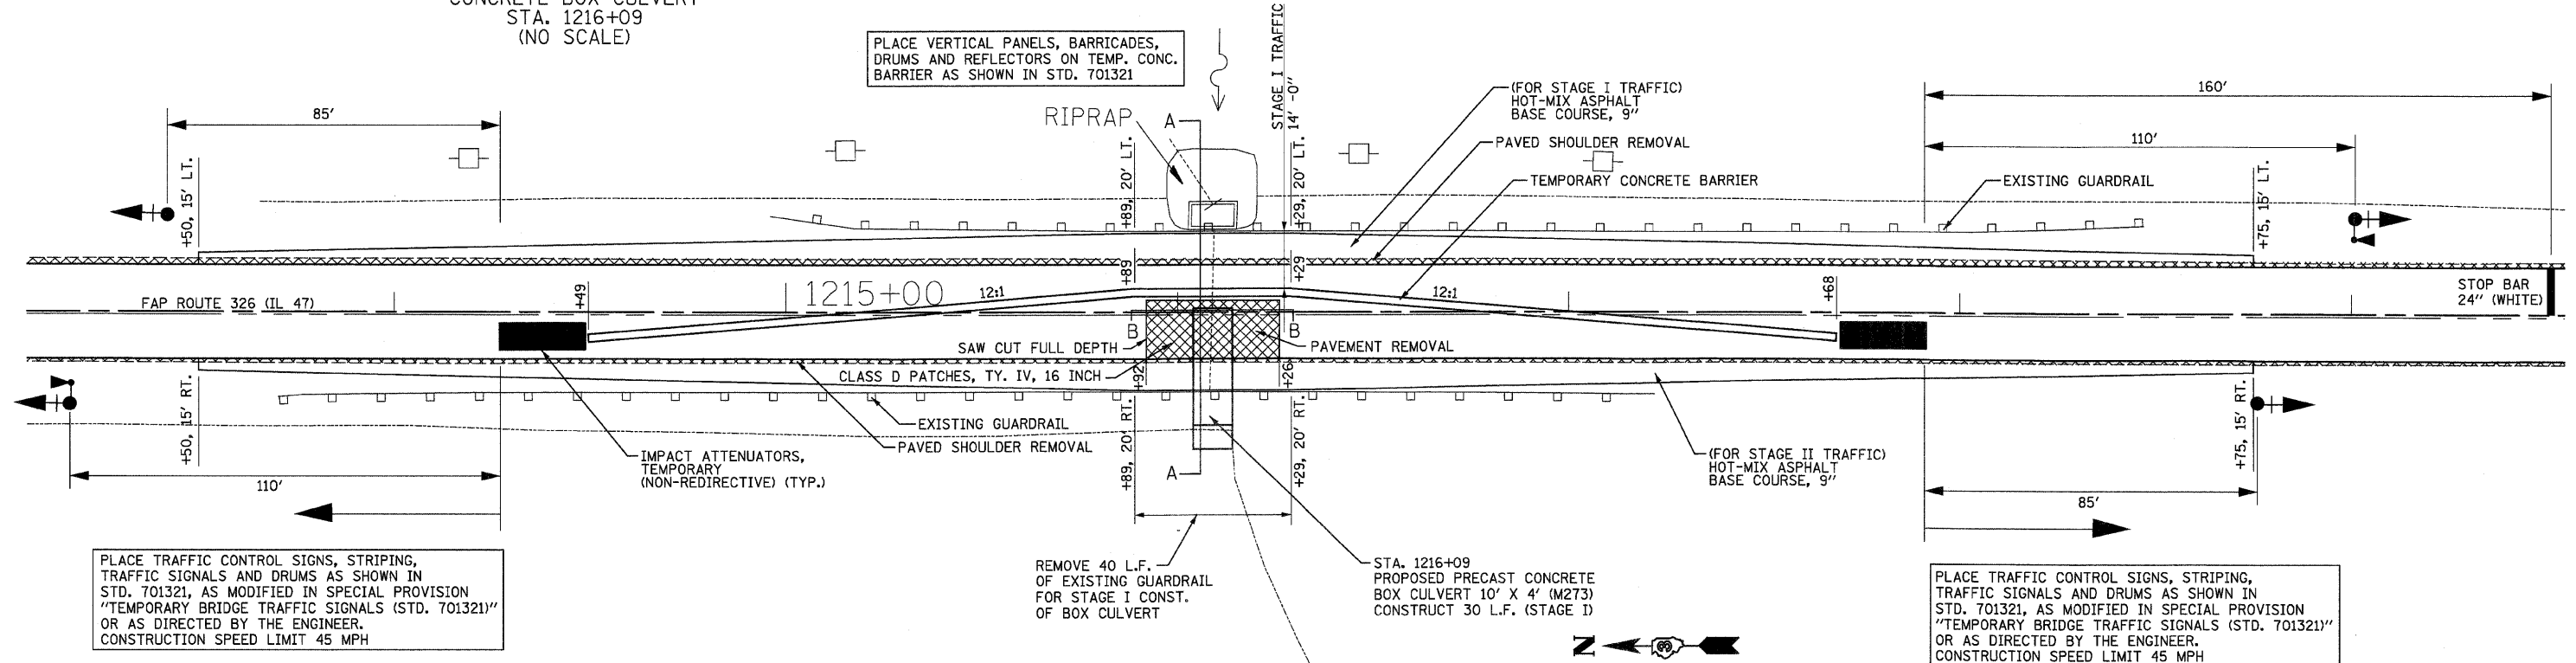 CONCRETE BOX CULVERT
STA. 1216+09
(NO SCALE)
PLACE VERTICAL PANELS, BARRICADES,
DRUMS AND REFLECTORS ON TEMP. CONC.
BARRIER AS SHOWN IN STD. 701321
STAGE I TRAFFIC
14' -0"
(FOR STAGE I TRAFFIC)
HOT-MIX ASPHALT
BASE COURSE, 9"
160'
85'
RIPRAP
A
110'
PAVED SHOULDER REMOVAL
TEMPORARY CONCRETE BARRIER
EXISTING GUARDRAIL
+50, 15' LT.
+89, 20' LT.
+29, 20' LT.
+75, 15' LT.
+89
+29
FAP ROUTE 326 (IL 47)
+49
1215+00
12:1
12:1
+68
STOP BAR
24" (WHITE)
B
B
SAW CUT FULL DEPTH
PAVEMENT REMOVAL
CLASS D PATCHES, TY. IV, 16 INCH
+92
+26
+50, 15' RT.
+89, 20' RT.
+29, 20' RT.
+75, 15' RT.
EXISTING GUARDRAIL
PAVED SHOULDER REMOVAL
IMPACT ATTENUATORS,
TEMPORARY
(NON-REDIRECTIVE) (TYP.)
A
(FOR STAGE II TRAFFIC)
HOT-MIX ASPHALT
BASE COURSE, 9"
110'
85'
PLACE TRAFFIC CONTROL SIGNS, STRIPING,
TRAFFIC SIGNALS AND DRUMS AS SHOWN IN
STD. 701321, AS MODIFIED IN SPECIAL PROVISION
"TEMPORARY BRIDGE TRAFFIC SIGNALS (STD. 701321)"
OR AS DIRECTED BY THE ENGINEER.
CONSTRUCTION SPEED LIMIT 45 MPH
REMOVE 40 L.F.
OF EXISTING GUARDRAIL
FOR STAGE I CONST.
OF BOX CULVERT
STA. 1216+09
PROPOSED PRECAST CONCRETE
BOX CULVERT 10' X 4' (M273)
CONSTRUCT 30 L.F. (STAGE I)
N
3
PLACE TRAFFIC CONTROL SIGNS, STRIPING,
TRAFFIC SIGNALS AND DRUMS AS SHOWN IN
STD. 701321, AS MODIFIED IN SPECIAL PROVISION
"TEMPORARY BRIDGE TRAFFIC SIGNALS (STD. 701321)"
OR AS DIRECTED BY THE ENGINEER.
CONSTRUCTION SPEED LIMIT 45 MPH